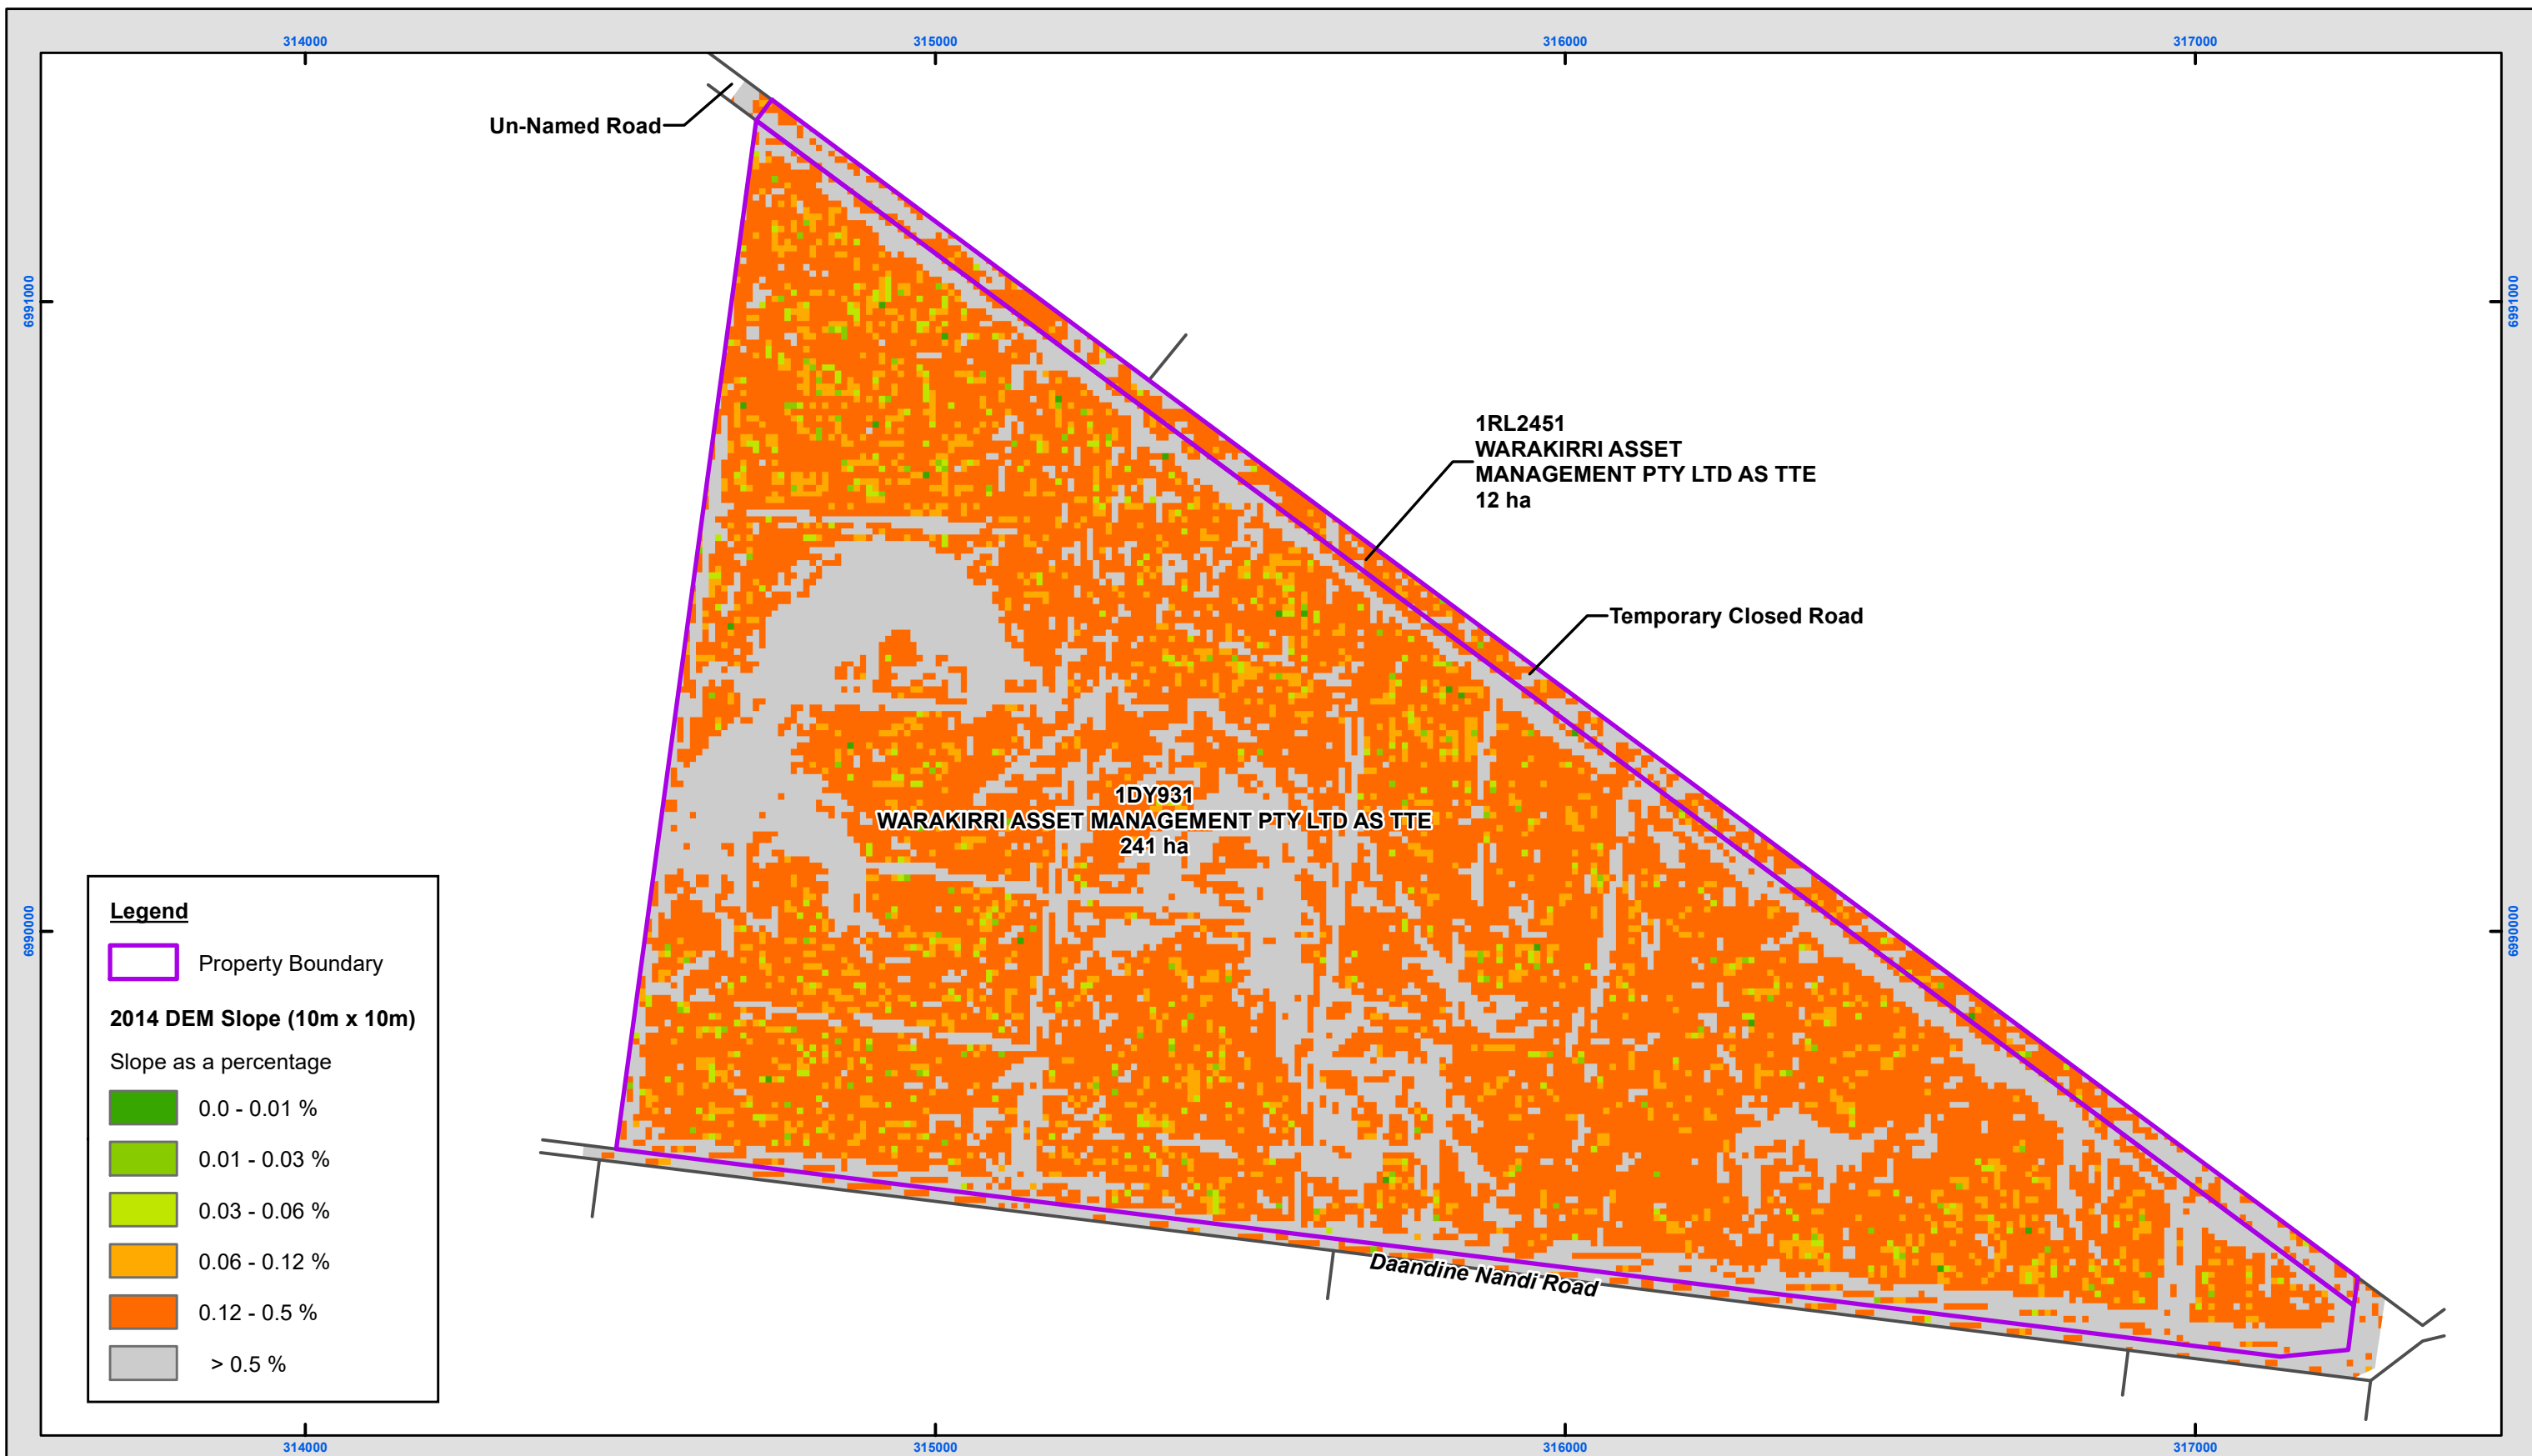 314000
315000
316000
317000
Un-Named Road
6991000
6991000
1RL2451
WARAKIRRI ASSET
MANAGEMENT PTY LTD AS TTE
12 ha
Temporary Closed Road
1DY931
WARAKIRRI ASSET MANAGEMENT PTY LTD AS TTE
241 ha
6990000
6990000
Legend
Property Boundary
2014 DEM Slope (10m x 10m)
Slope as a percentage
0.0 - 0.01 %
0.01 - 0.03 %
0.03 - 0.06 %
0.06 - 0.12 %
0.12 - 0.5 %
> 0.5 %
Daandine Nandi Road
314000
315000
316000
317000